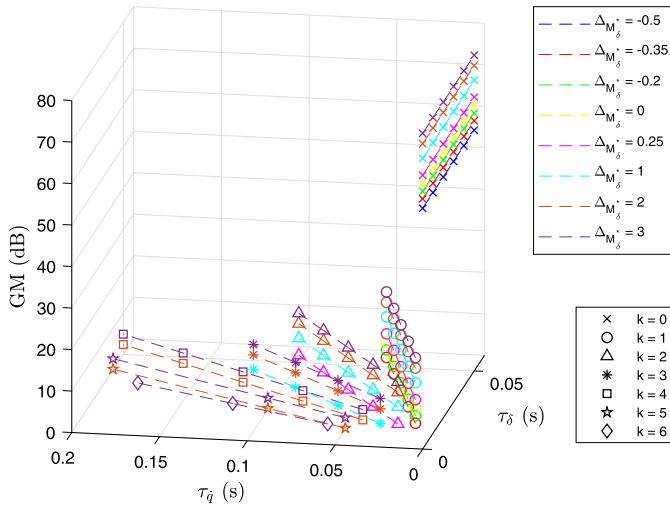 80
70
60
50
40
30
20
10
0
GM (dB)
0.2
0.15
0.1
0.05
0
τq̇ (s)
0
0.05
τδ (s)
ΔM*δ = -0.5
ΔM*δ = -0.35
ΔM*δ = -0.2
ΔM*δ = 0
ΔM*δ = 0.25
ΔM*δ = 1
ΔM*δ = 2
ΔM*δ = 3
k = 0
k = 1
k = 2
k = 3
k = 4
k = 5
k = 6